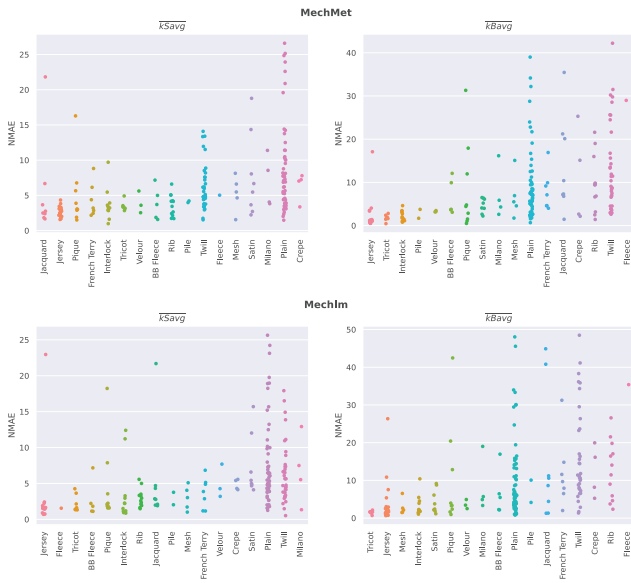 MechMet
kSavg
kBavg
NMAE
25
20
15
10
5
0
NMAE
40
30
20
10
0
Jacquard
Jersey
Pique
French Terry
Interlock
Tricot
Velour
BB Fleece
Rib
Pile
Twill
Fleece
Mesh
Satin
Milano
Plain
Crepe
Jersey
Tricot
Interlock
Pile
Velour
BB Fleece
Pique
Satin
Milano
Mesh
Plain
French Terry
Jacquard
Crepe
Rib
Twill
Fleece
MechIm
kSavg
kBavg
NMAE
25
20
15
10
5
0
NMAE
50
40
30
20
10
0
Jersey
Fleece
Tricot
BB Fleece
Pique
Interlock
Rib
Jacquard
Pile
Mesh
French Terry
Velour
Crepe
Satin
Plain
Twill
Milano
Tricot
Jersey
Mesh
Interlock
Satin
Pique
Velour
Milano
BB Fleece
Plain
Pile
Jacquard
French Terry
Twill
Crepe
Rib
Fleece